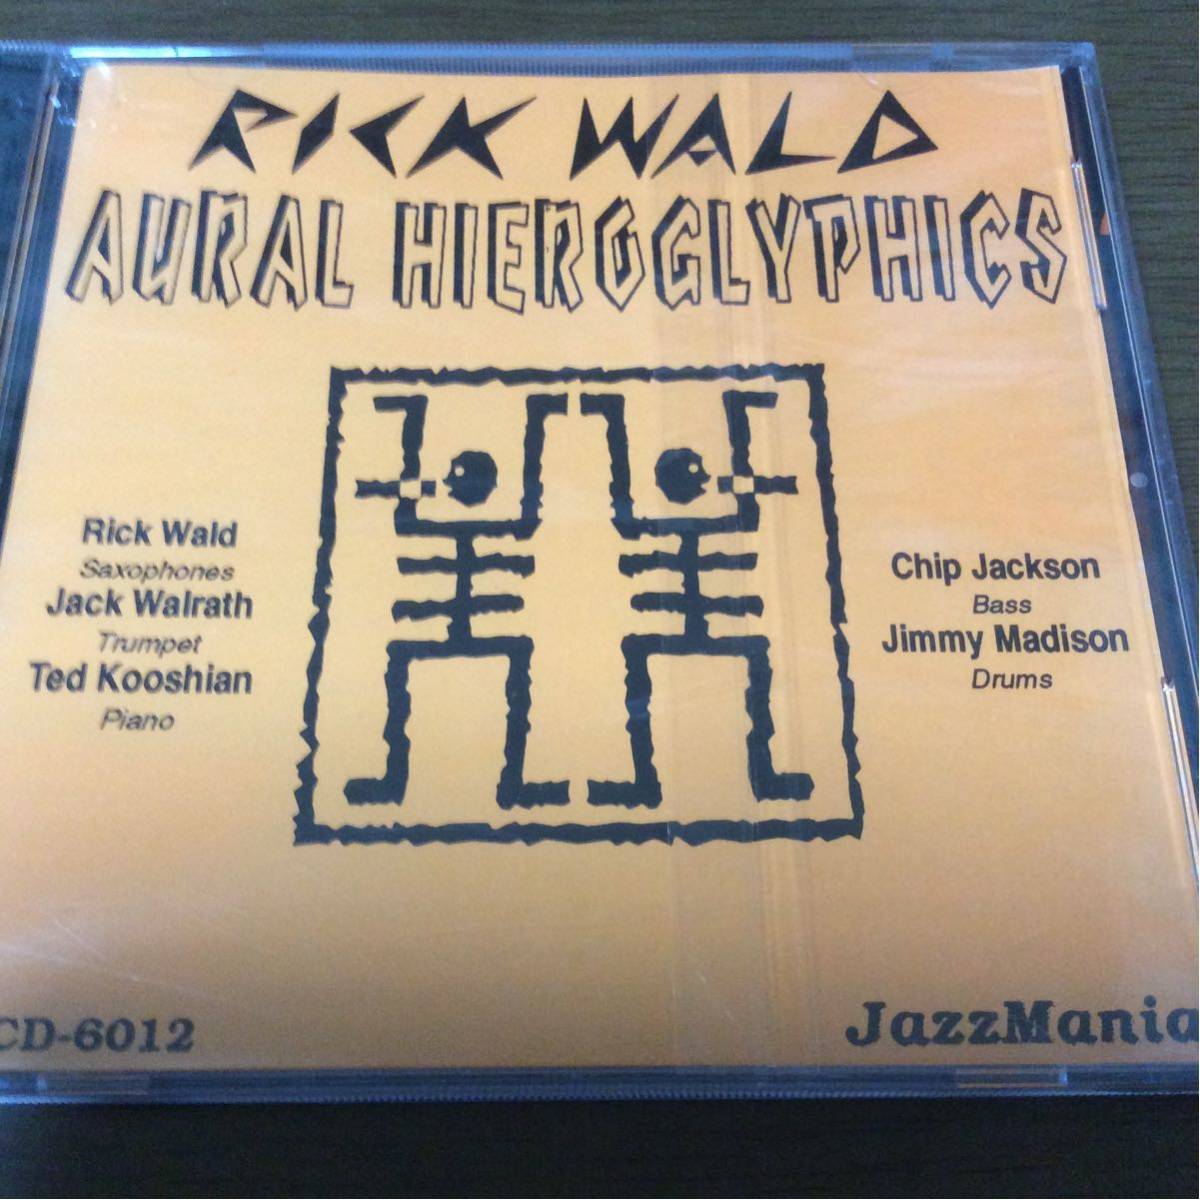 RICK WALD
AURAL HIEROGLYPHICS
Rick Wald
Saxophones
Jack Walrath
Trumpet
Ted Kooshian
Piano
Chip Jackson
Bass
Jimmy Madison
Drums
CD-6012
JazzMania